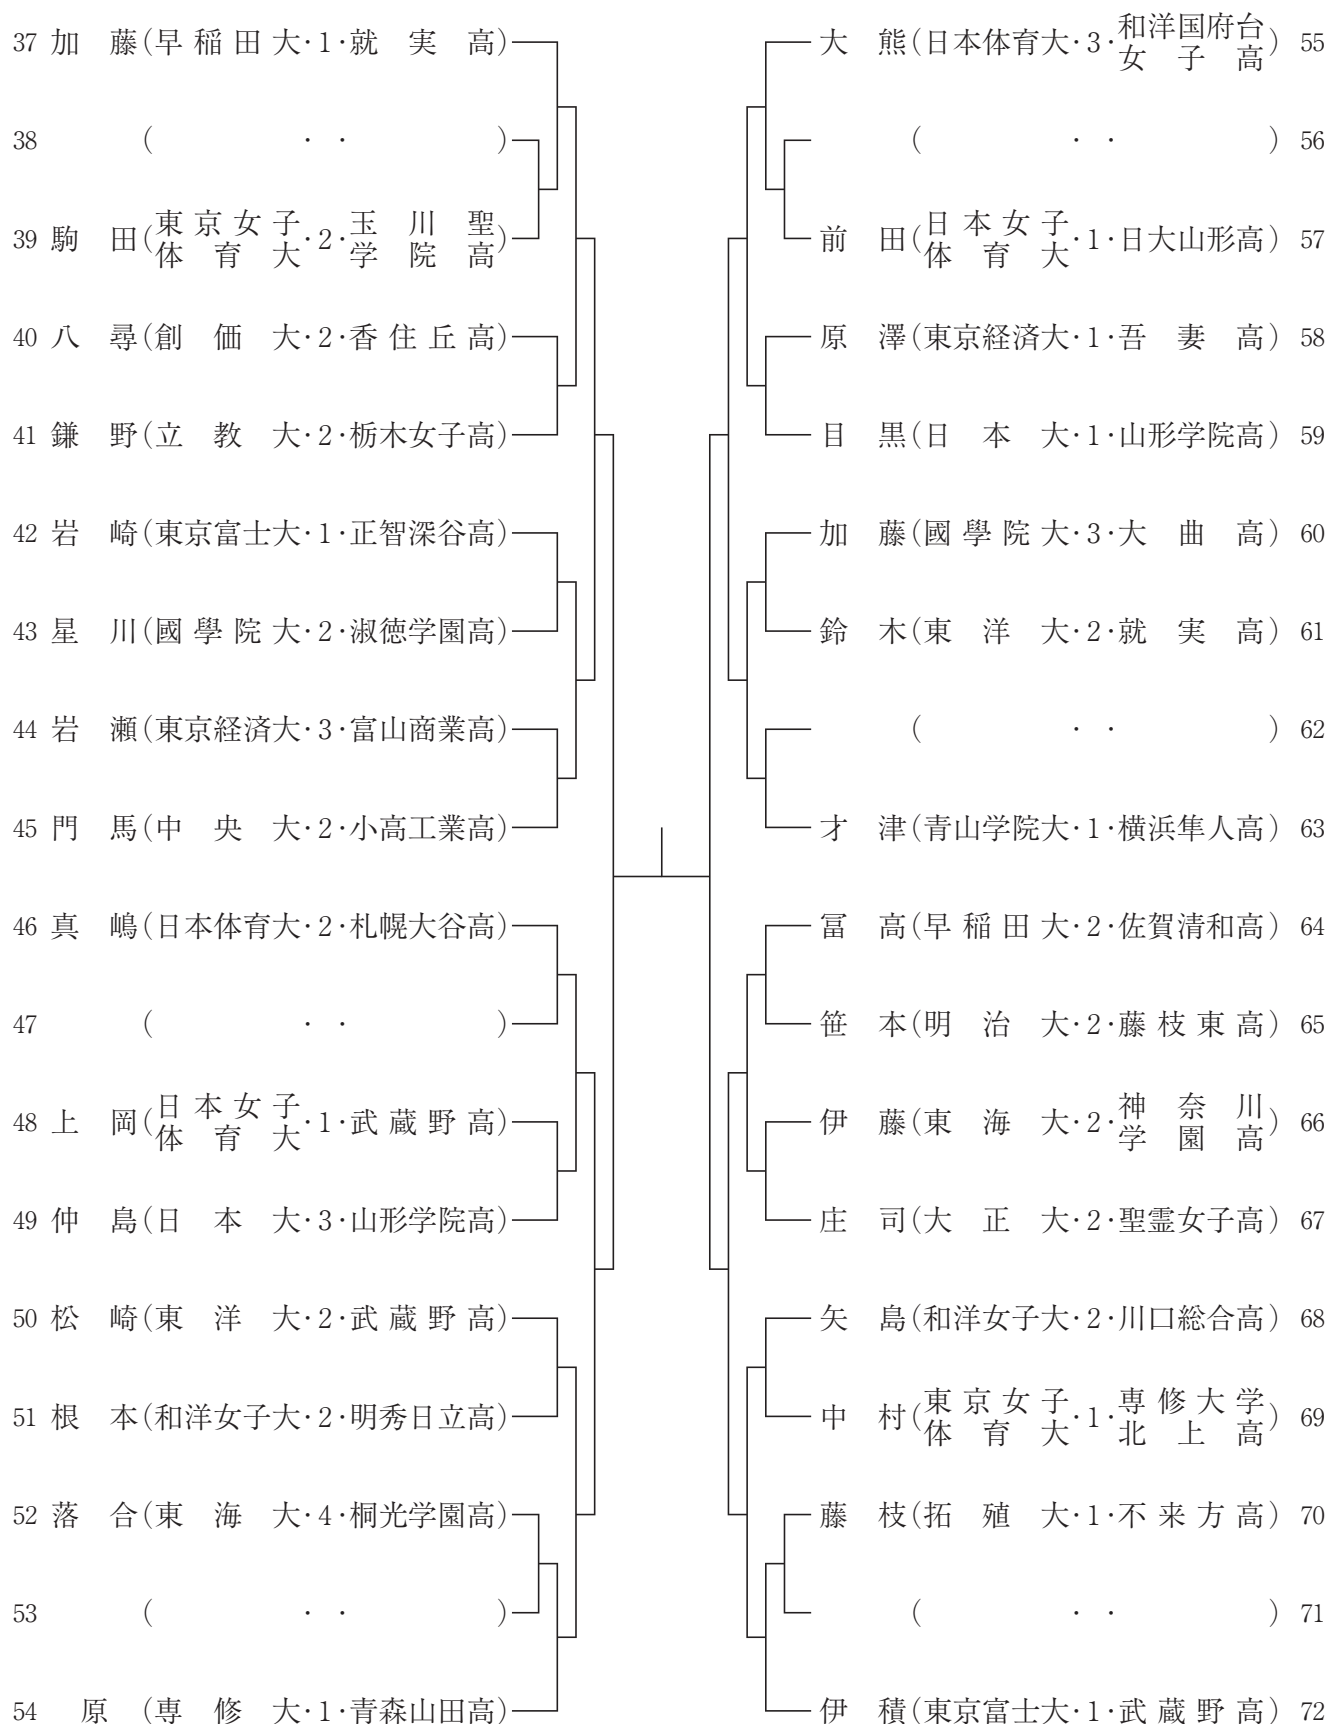 37 加藤(早稲田大・1・就実高)
38 (・・)
39 駒田(東京女子体育大・2・玉川聖学院高)
40 八尋(創価大・2・香住丘高)
41 鎌野(立教大・2・栃木女子高)
42 岩崎(東京富士大・1・正智深谷高)
43 星川(國學院大・2・淑徳学園高)
44 岩瀬(東京経済大・3・富山商業高)
45 門馬(中央大・2・小高工業高)
46 真嶋(日本体育大・2・札幌大谷高)
47 (・・)
48 上岡(日本女子体育大・1・武蔵野高)
49 仲島(日本大・3・山形学院高)
50 松崎(東洋大・2・武蔵野高)
51 根本(和洋女子大・2・明秀日立高)
52 落合(東海大・4・桐光学園高)
53 (・・)
54 原(専修大・1・青森山田高)
大熊(日本体育大・3・和洋国府台女子高) 55
(・・) 56
前田(日本女子体育大・1・日大山形高) 57
原澤(東京経済大・1・吾妻高) 58
目黒(日本大・1・山形学院高) 59
加藤(國學院大・3・大曲高) 60
鈴木(東洋大・2・就実高) 61
(・・) 62
才津(青山学院大・1・横浜隼人高) 63
冨高(早稲田大・2・佐賀清和高) 64
笹本(明治大・2・藤枝東高) 65
伊藤(東海大・2・神奈川学園高) 66
庄司(大正大・2・聖霊女子高) 67
矢島(和洋女子大・2・川口総合高) 68
中村(東京女子体育大・1・専修大学北上高) 69
藤枝(拓殖大・1・不来方高) 70
(・・) 71
伊積(東京富士大・1・武蔵野高) 72